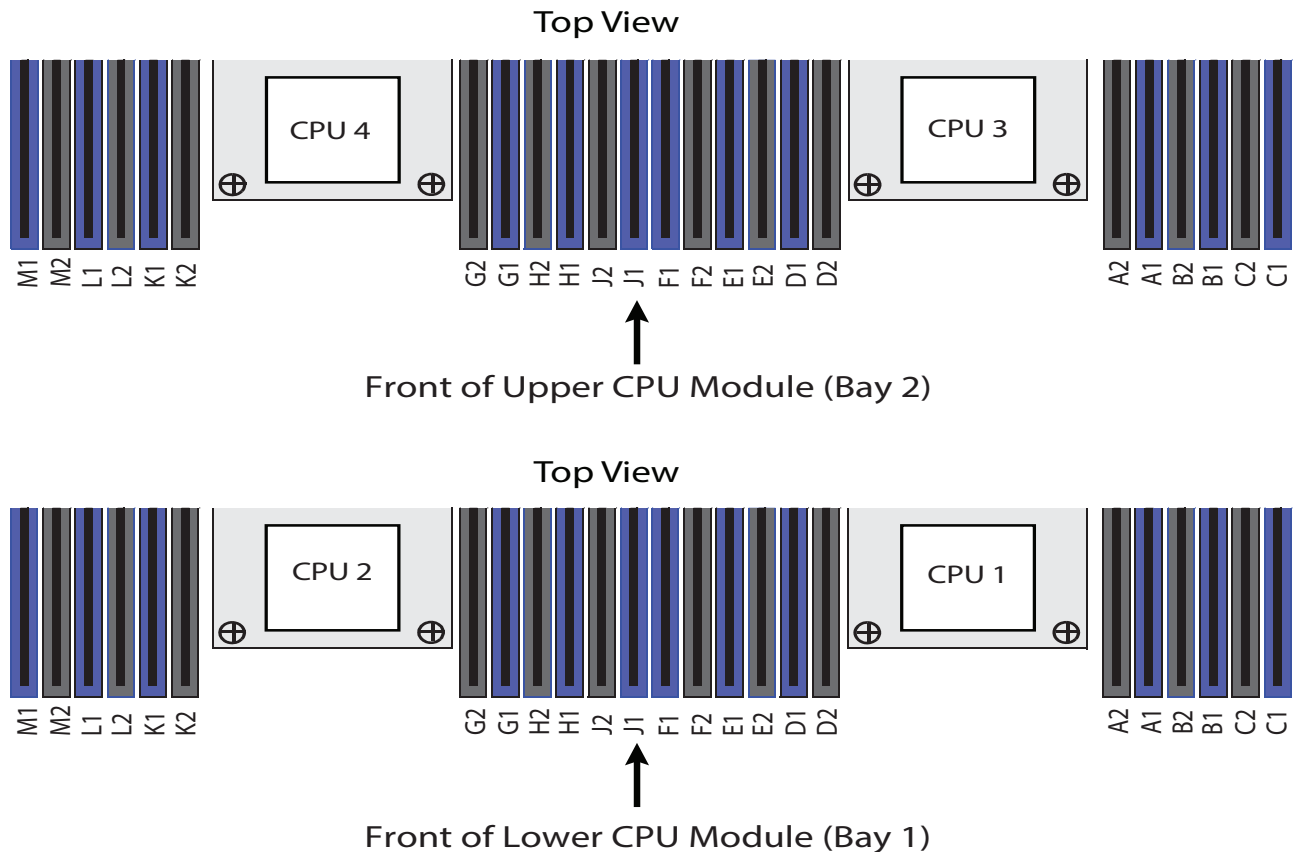 Top View
CPU 4
CPU 3
M1 M2 L1 L2 K1 K2 G2 G1 H2 H1 J2 J1 F1 F2 E1 E2 D1 D2 A2 A1 B2 B1 C2 C1
Front of Upper CPU Module (Bay 2)
Top View
CPU 2
CPU 1
M1 M2 L1 L2 K1 K2 G2 G1 H2 H1 J2 J1 F1 F2 E1 E2 D1 D2 A2 A1 B2 B1 C2 C1
Front of Lower CPU Module (Bay 1)